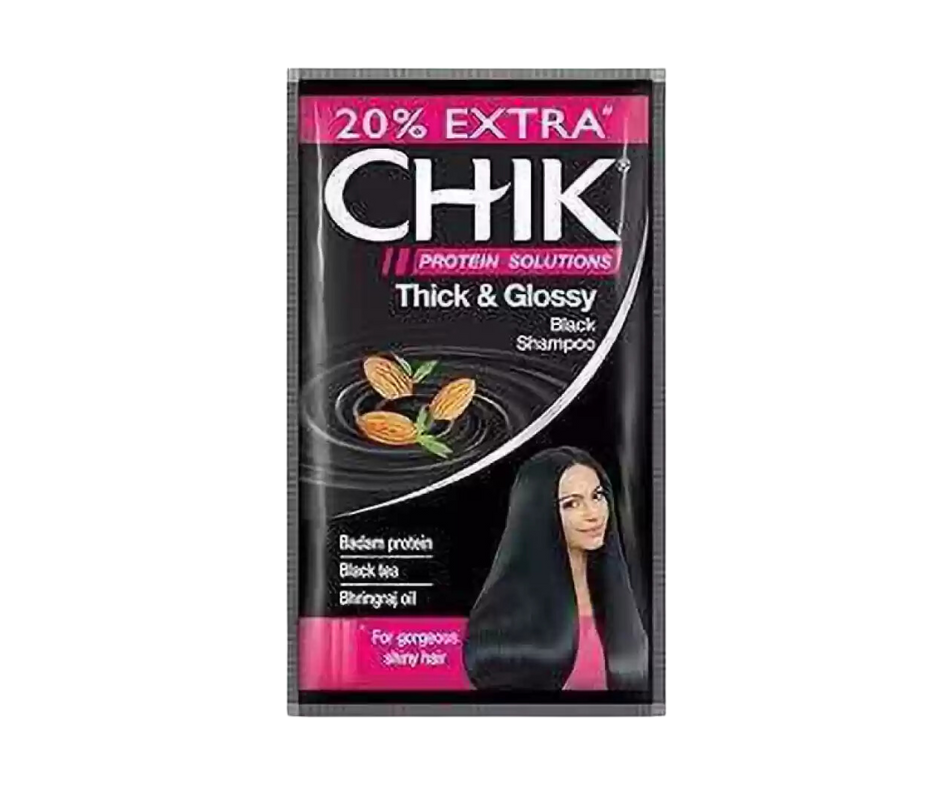 20% EXTRA#
CHIK®
PROTEIN SOLUTIONS
Thick & Glossy
Black
Shampoo
Badam protein
Black tea
Bhringraj oil
* For gorgeous
shiny hair